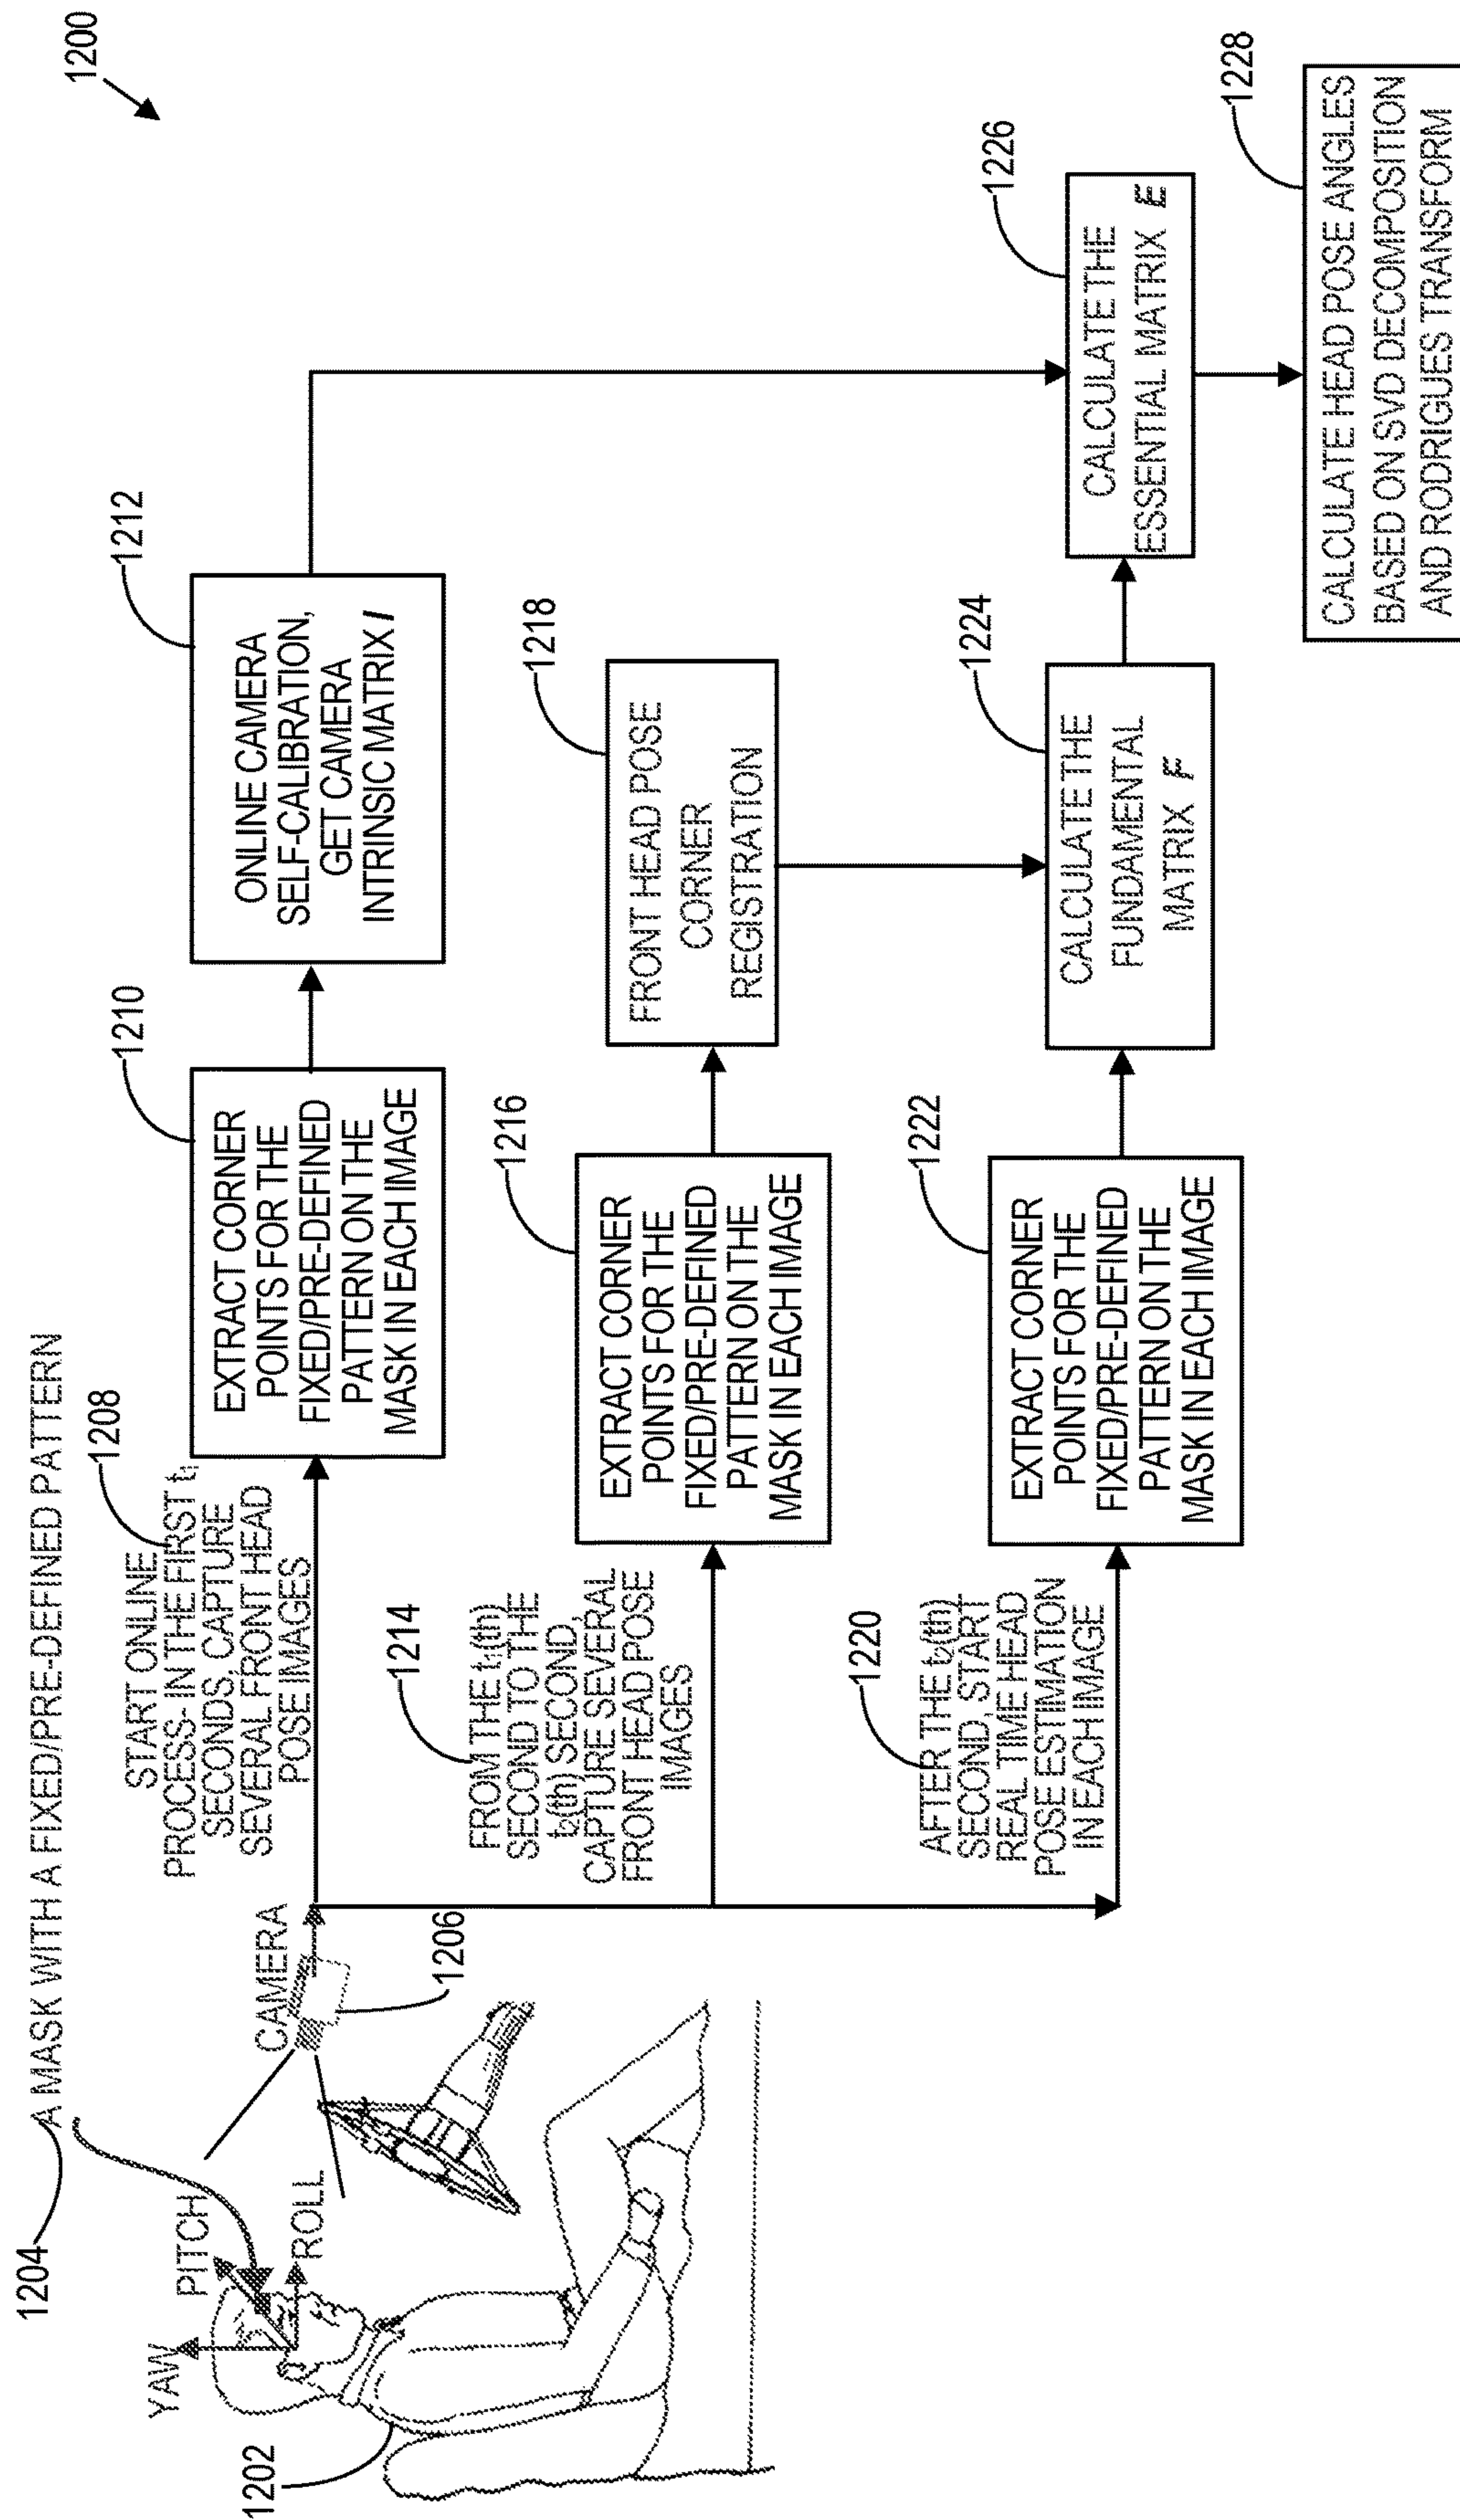 1200
1204
A MASK WITH A FIXED/PRE-DEFINED PATTERN
YAW
PITCH
ROLL
1202
CAMERA
1206
START ONLINE
PROCESS- IN THE FIRST t₁
SECONDS, CAPTURE
SEVERAL FRONT HEAD
POSE IMAGES
1208
EXTRACT CORNER
POINTS FOR THE
FIXED/PRE-DEFINED
PATTERN ON THE
MASK IN EACH IMAGE
1210
ONLINE CAMERA
SELF-CALIBRATION,
GET CAMERA
INTRINSIC MATRIX I
1212
FROM THE t₁(th)
SECOND TO THE
t₂(th) SECOND,
CAPTURE SEVERAL
FRONT HEAD POSE
IMAGES
1214
EXTRACT CORNER
POINTS FOR THE
FIXED/PRE-DEFINED
PATTERN ON THE
MASK IN EACH IMAGE
1216
FRONT HEAD POSE
CORNER
REGISTRATION
1218
AFTER THE t₂(th)
SECOND, START
REAL TIME HEAD
POSE ESTIMATION
IN EACH IMAGE
1220
EXTRACT CORNER
POINTS FOR THE
FIXED/PRE-DEFINED
PATTERN ON THE
MASK IN EACH IMAGE
1222
CALCULATE THE
FUNDAMENTAL
MATRIX F
1224
CALCULATE THE
ESSENTIAL MATRIX E
1226
CALCULATE HEAD POSE ANGLES
BASED ON SVD DECOMPOSITION
AND RODRIGUES TRANSFORM
1228